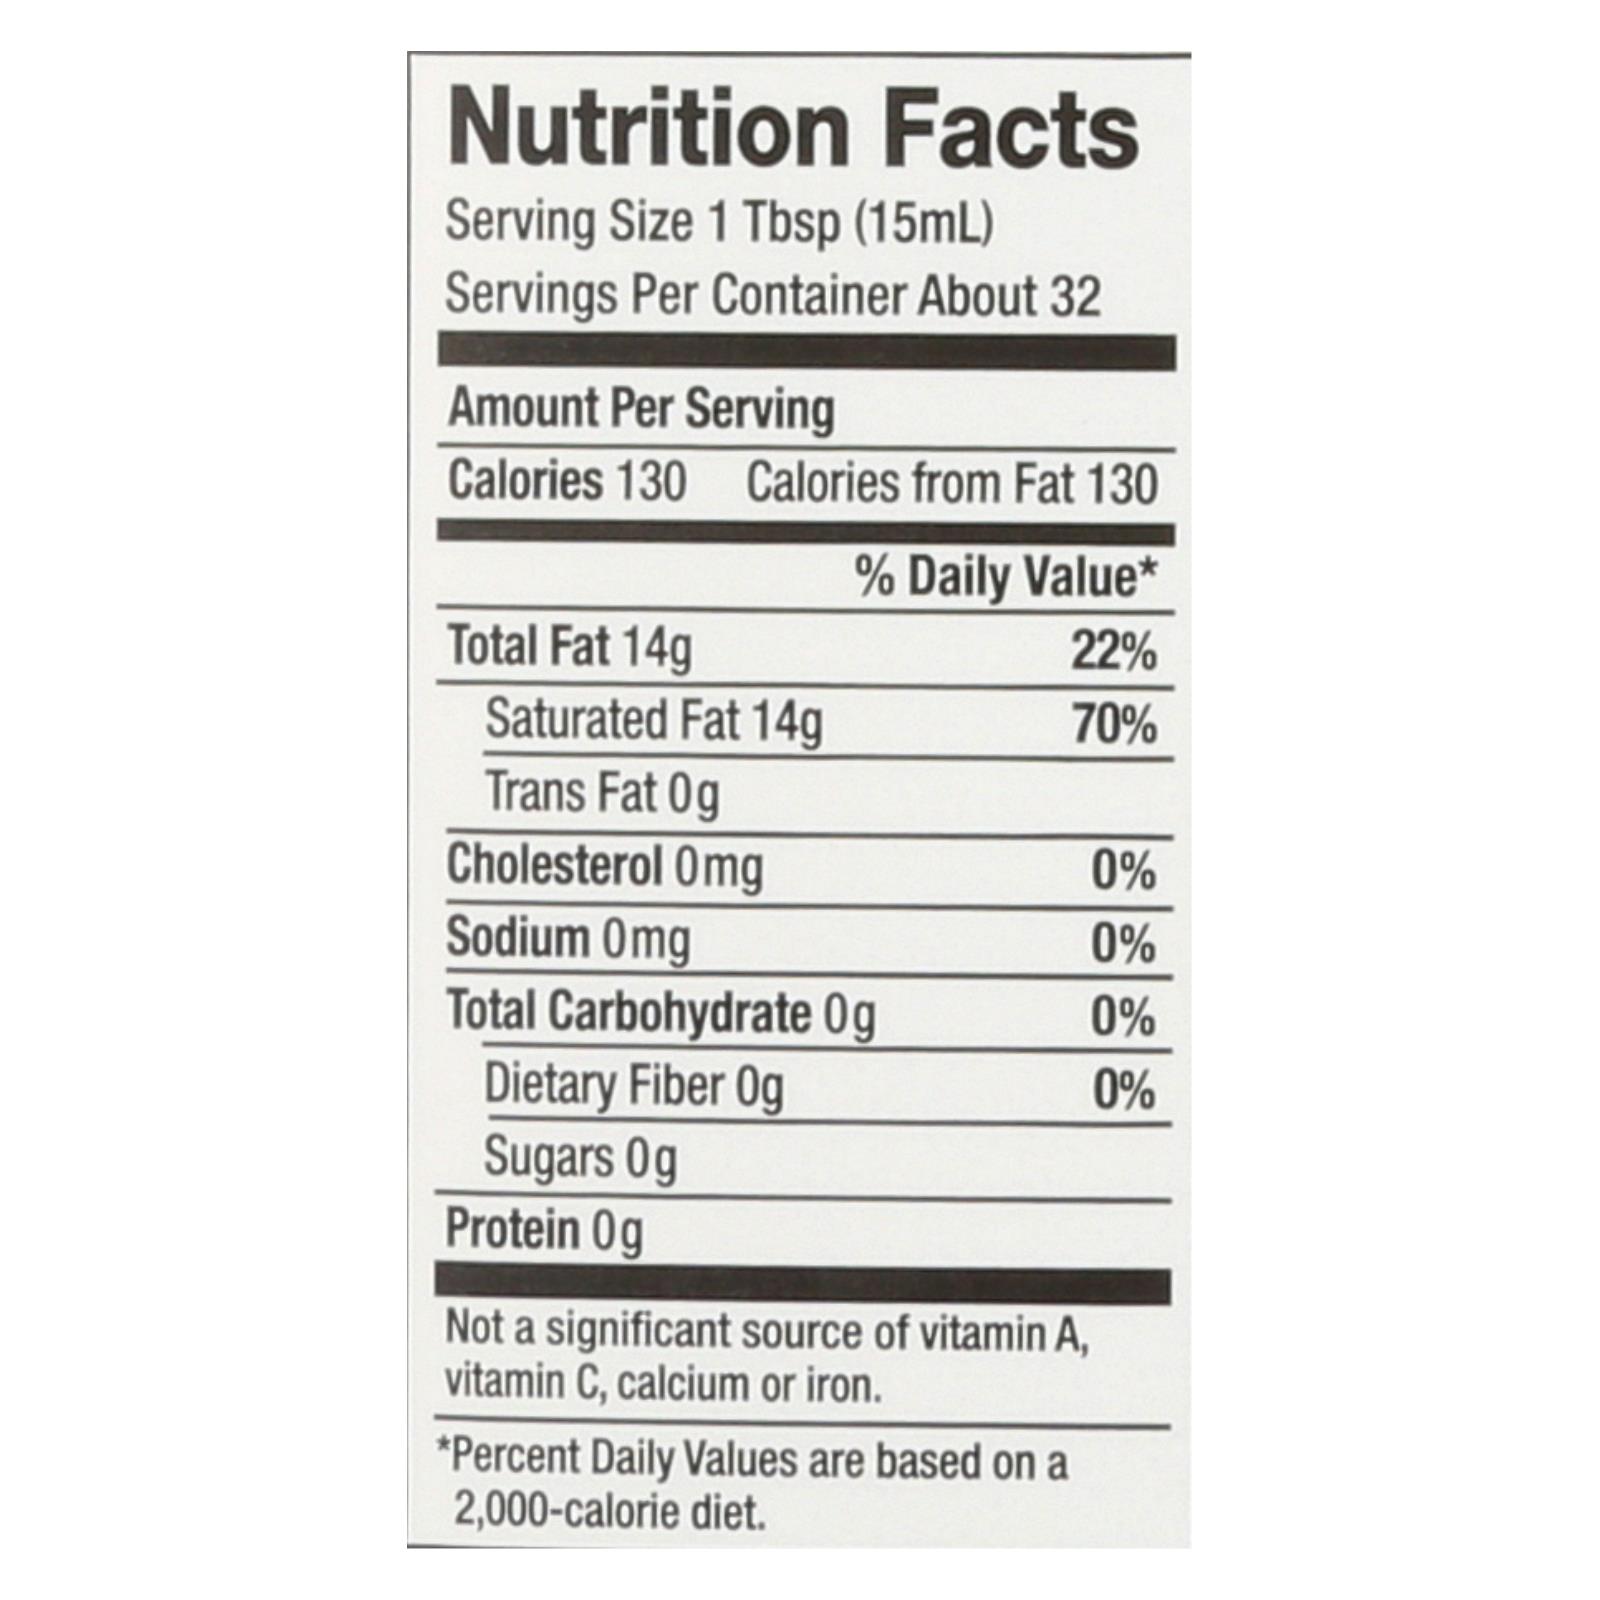 Nutrition Facts
Serving Size 1 Tbsp (15mL)
Servings Per Container About 32
Amount Per Serving
Calories 130 Calories from Fat 130
% Daily Value*
Total Fat 14g 22%
Saturated Fat 14g 70%
Trans Fat 0g
Cholesterol 0mg 0%
Sodium 0mg 0%
Total Carbohydrate 0g 0%
Dietary Fiber 0g 0%
Sugars 0g
Protein 0g
Not a significant source of vitamin A,
vitamin C, calcium or iron.
*Percent Daily Values are based on a
2,000-calorie diet.